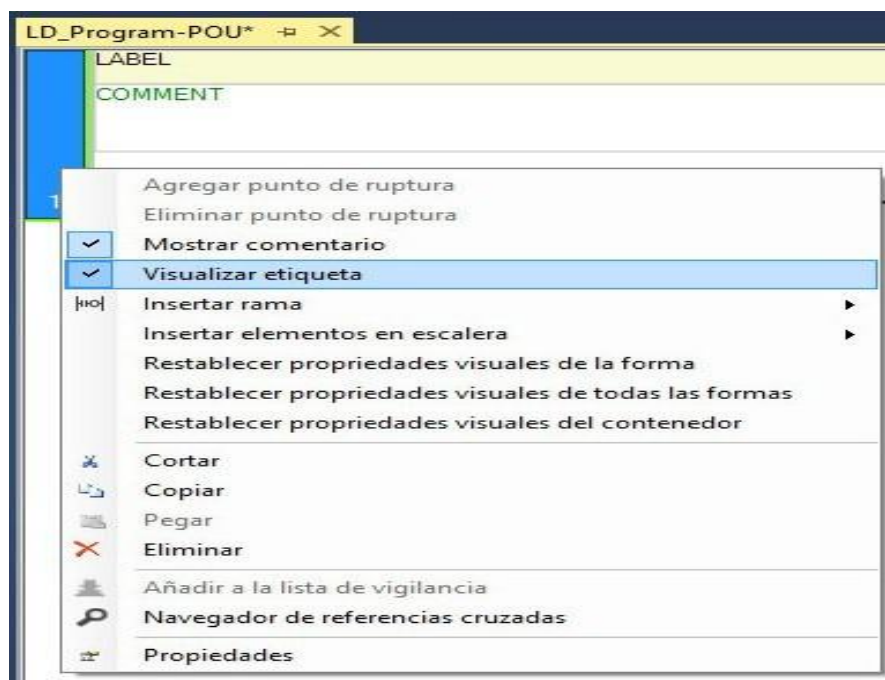 LD_Program-POU*
LABEL
COMMENT
1
Agregar punto de ruptura
Eliminar punto de ruptura
Mostrar comentario
Visualizar etiqueta
Insertar rama
Insertar elementos en escalera
Restablecer propriedades visuales de la forma
Restablecer propriedades visuales de todas las formas
Restablecer propriedades visuales del contenedor
Cortar
Copiar
Pegar
Eliminar
Añadir a la lista de vigilancia
Navegador de referencias cruzadas
Propiedades